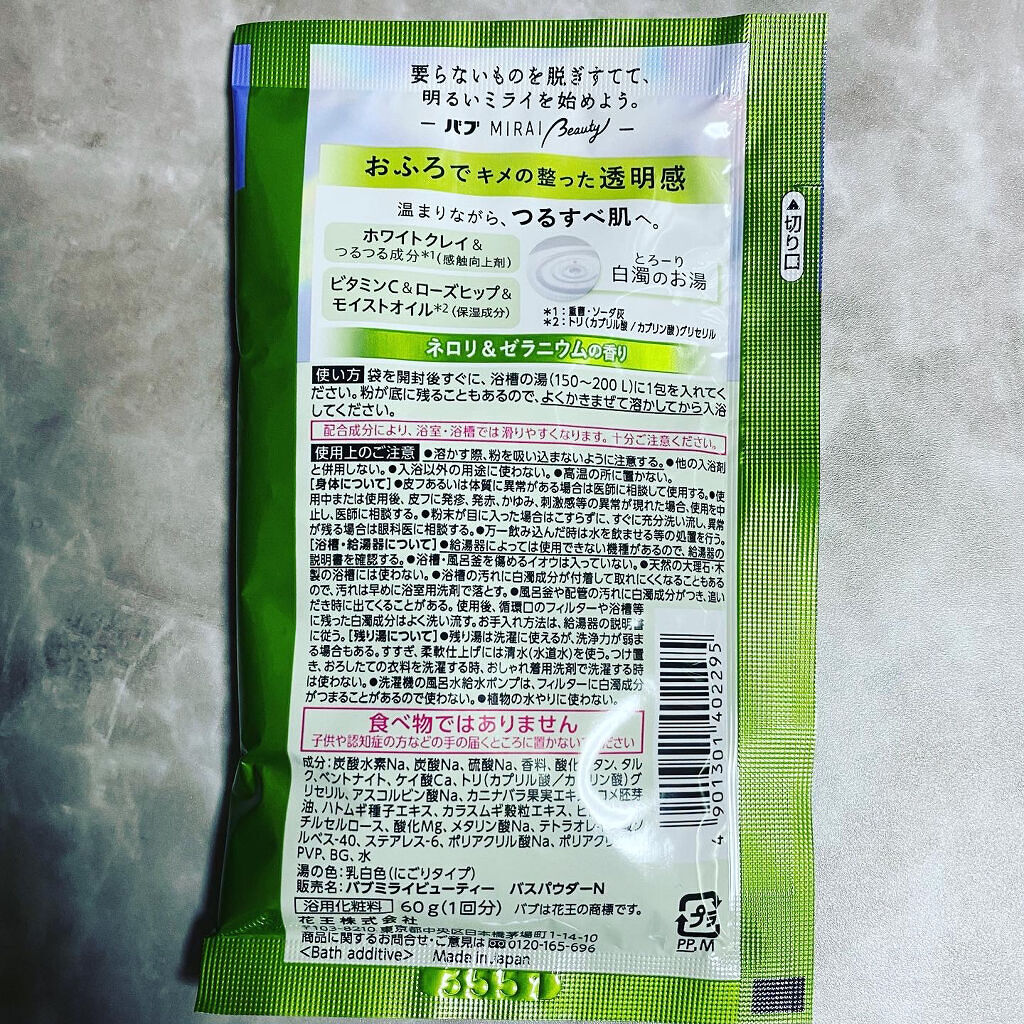 要らないものを脱ぎすてて、
明るいミライを始めよう。
— バブ MIRAI Beauty —
おふろでキメの整った透明感
温まりながら、つるすべ肌へ。
ホワイトクレイ&
つるつる成分*1(感触向上剤)
ビタミンC&ローズヒップ&
モイストオイル*2(保湿成分)
とろーり
白濁のお湯
*1:重曹・ソーダ灰
*2:トリ(カプリル酸/カプリン酸)グリセリル
ネロリ&ゼラニウムの香り
使い方 袋を開封後すぐに、浴槽の湯(150〜200L)に1包を入れてく
ださい。粉が底に残ることもあるので、よくかきまぜて溶かしてから入浴
してください。
配合成分により、浴室・浴槽では滑りやすくなります。十分ご注意ください。
使用上のご注意 ●溶かす際、粉を吸い込まないように注意する。●他の入浴剤
と併用しない。●入浴以外の用途に使わない。●高温の所に置かない。
[身体について]●皮フあるいは体質に異常がある場合は医師に相談して使用する。●使
用中または使用後、皮フに発疹、発赤、かゆみ、刺激感等の異常が現れた場合、使用を中
止し、医師に相談する。●粉末が目に入った場合はこすらずに、すぐに充分洗い流し、異常
が残る場合は眼科医に相談する。●万一飲み込んだ時は水を飲ませる等の処置を行う。
[浴槽・給湯器について]●給湯器によっては使用できない機種があるので、給湯器の
説明書を確認する。●浴槽・風呂釜を傷めるイオウは入っていない。●天然の大理石・木
製の浴槽には使わない。●浴槽の汚れに白濁成分が付着して取れにくくなることもある
ので、汚れは早めに浴室用洗剤で落とす。●風呂釜や配管の汚れに白濁成分がつき、追い
だき時に出てくることがある。使用後、循環口のフィルターや浴槽等
に残った白濁成分はよく洗い流す。お手入れ方法は、給湯器の説明書
に従う。[残り湯について]●残り湯は洗濯に使えるが、洗浄力が弱ま
る場合もある。すすぎ、柔軟仕上げには清水(水道水)を使う。つけ置
き、おろしたての衣料を洗濯する時、おしゃれ着用洗剤で洗濯する時
は使わない。●洗濯機の風呂水給水ポンプは、フィルターに白濁成分
がつまることがあるので使わない。●植物の水やりに使わない。
食べ物ではありません
子供や認知症の方などの手の届くところに置かないでください
成分:炭酸水素Na、炭酸Na、硫酸Na、香料、酸化チタン、タル
ク、ベントナイト、ケイ酸Ca、トリ(カプリル酸/カプリン酸)グ
リセリル、アスコルビン酸Na、カニナバラ果実エキス、コメ胚芽
油、ハトムギ種子エキス、カラスムギ穀粒エキス、ヒ
チルセルロース、酸化Mg、メタリン酸Na、テトラオレイン酸ソ
ルベス-40、ステアレス-6、ポリアクリル酸Na、ポリアクリ
PVP、BG、水
湯の色:乳白色(にごりタイプ)
販売名:バブミライビューティー バスパウダーN
浴用化粧料 60g(1回分) バブは花王の商標です。
花王株式会社
〒103-8210 東京都中央区日本橋茅場町1-14-10
商品に関するお問合せ・ご意見は 0120-165-696
<Bath additive> Made in Japan
▲切り口
4 901301 402295
プラ
PP, M
5551